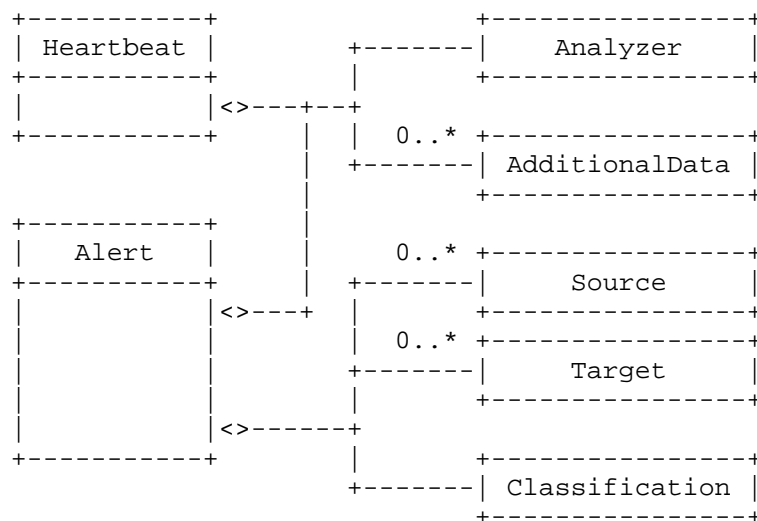 Heartbeat Analyzer
0..*
AdditionalData
Alert 0..*
Source
0..*
Target
Classification